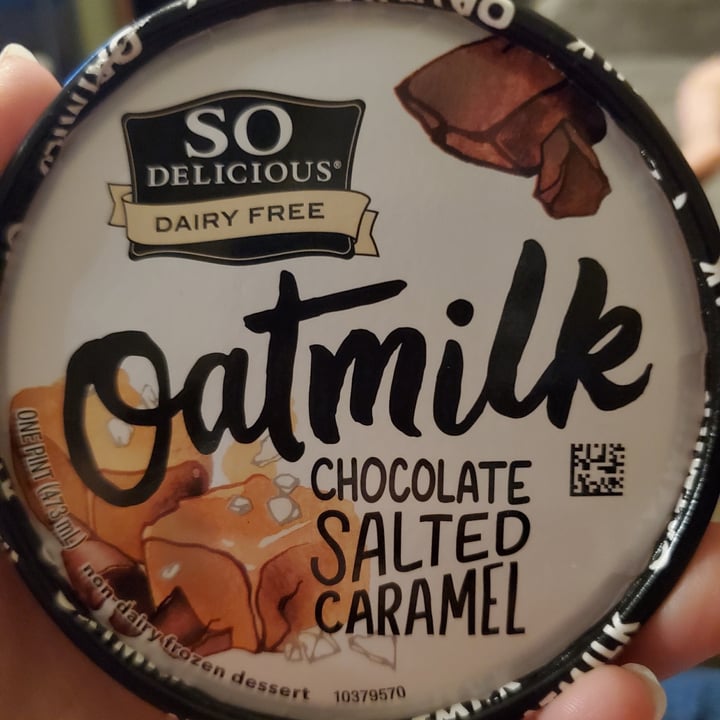 SO
DELICIOUS®
DAIRY FREE
Oatmilk
CHOCOLATE
SALTED
CARAMEL
ONE PINT (473 mL)
non-dairy frozen dessert
10379570